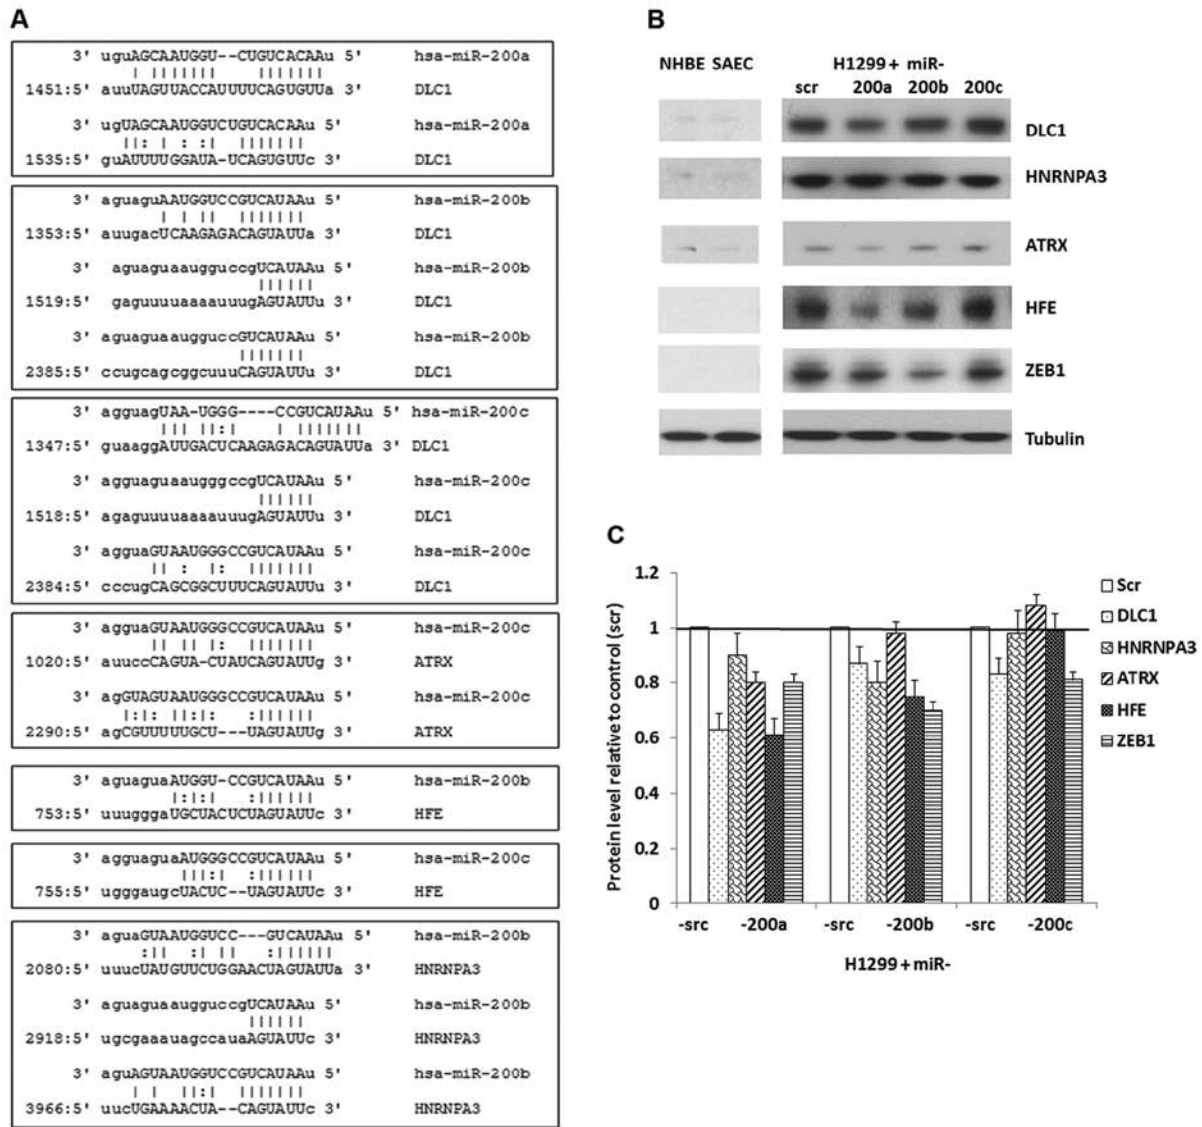 A
3' uguAGCAAUGGU--CUGUCACAAu 5' hsa-miR-200a
| ||||||| |||||||
1451:5' auuUAGUUACCAUUUUCAGUGUUa 3' DLC1
3' ugUAGCAAUGGUCUGUCACAAu 5' hsa-miR-200a
||: | : :| |||||||
1535:5' guAUUUUGGAUA-UCAGUGUUc 3' DLC1
3' aguaguAAUGGUCCGUCAUAAu 5' hsa-miR-200b
| | || |||||||
1353:5' auugacUCAAGAGACAGUAUUa 3' DLC1
3' aguaguaaugguccgUCAUAAu 5' hsa-miR-200b
||||||
1519:5' gaguuuuaaaauuugAGUAUUu 3' DLC1
3' aguaguaaugguccGUCAUAAu 5' hsa-miR-200b
|||||||
2385:5' ccugcagcggcuuuCAGUAUUu 3' DLC1
3' agguagUAA-UGGG----CCGUCAUAAu 5' hsa-miR-200c
||| ||:| | |||||||
1347:5' guaaggAUUGACUCAAGAGACAGUAUUa 3' DLC1
3' agguaguaaugggccgUCAUAAu 5' hsa-miR-200c
||||||
1518:5' agaguuuuaaaauuugAGUAUUu 3' DLC1
3' agguaGUAAUGGGCCGUCAUAAu 5' hsa-miR-200c
|| : |: |||||||
2384:5' cccugCAGCGGCUUUCAGUAUUu 3' DLC1
3' agguaGUAAUGGGCCGUCAUAAu 5' hsa-miR-200c
|| || |: |||||||
1020:5' auuccCAGUA-CUAUCAGUAUUg 3' ATRX
3' agGUAGUAAUGGGCCGUCAUAAu 5' hsa-miR-200c
|:|: ||:|: :||||||
2290:5' agCGUUUUUGCU---UAGUAUUg 3' ATRX
3' aguaguaAUGGU-CCGUCAUAAu 5' hsa-miR-200b
|:|:| :||||||
753:5' uuugggaUGCUACUCUAGUAUUc 3' HFE
3' agguaguaAUGGGCCGUCAUAAu 5' hsa-miR-200c
|||:| :||||||
755:5' ugggaugcUACUC--UAGUAUUc 3' HFE
3' aguaGUAAUGGUCC---GUCAUAAu 5' hsa-miR-200b
:|| :| || :||||||
2080:5' uuucUAUGUUCUGGAACUAGUAUUa 3' HNRNPA3
3' aguaguaauggguccgUCAUAAu 5' hsa-miR-200b
||||||
2918:5' ugcgaaauagccauaAGUAUUc 3' HNRNPA3
3' aguAGUAAUGGUCCGUCAUAAu 5' hsa-miR-200b
| | ||:| |||||||
3966:5' uucUGAAAACUA--CAGUAUUc 3' HNRNPA3
B
NHBE SAEC H1299 + miR-
scr 200a 200b 200c
DLC1
HNRNPA3
ATRX
HFE
ZEB1
Tubulin
C
Protein level relative to control (scr)
1.2
1
0.8
0.6
0.4
0.2
0
-src -200a -src -200b -src -200c
H1299 + miR-
Scr
DLC1
HNRNPA3
ATRX
HFE
ZEB1